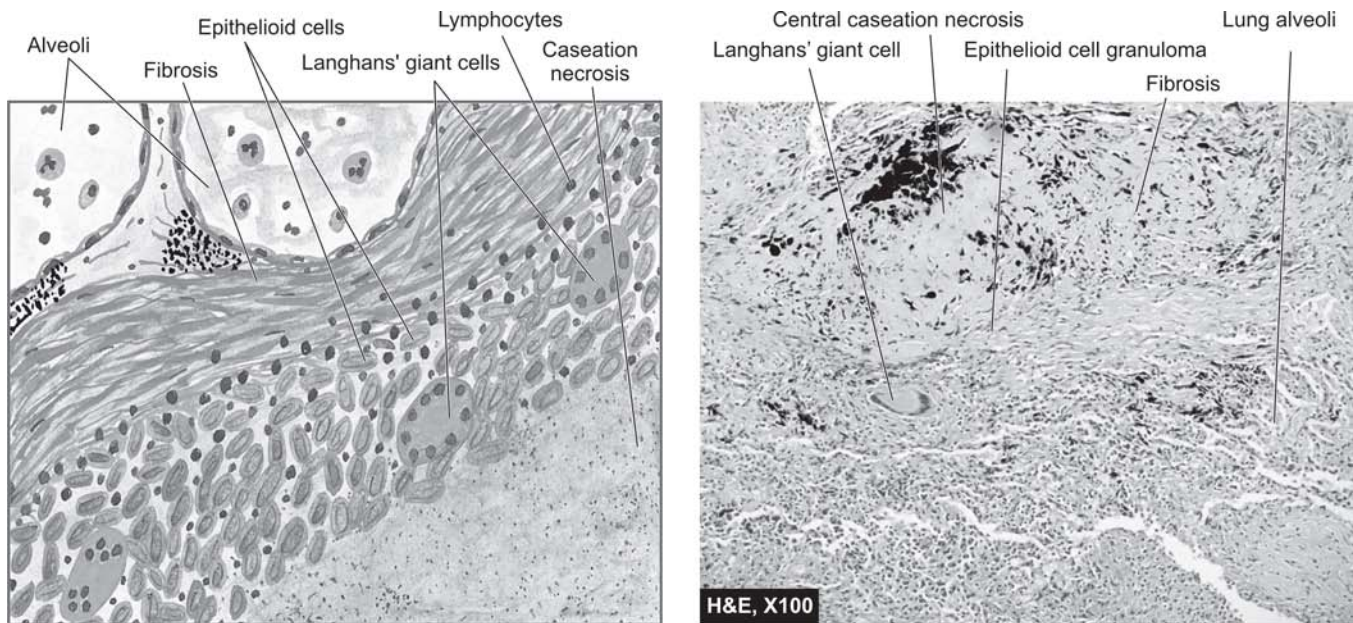 Alveoli
Fibrosis
Epithelioid cells
Langhans' giant cells
Lymphocytes
Caseation
necrosis
Central caseation necrosis
Langhans’ giant cell
Epithelioid cell granuloma
Fibrosis
Lung alveoli
H&E, X100